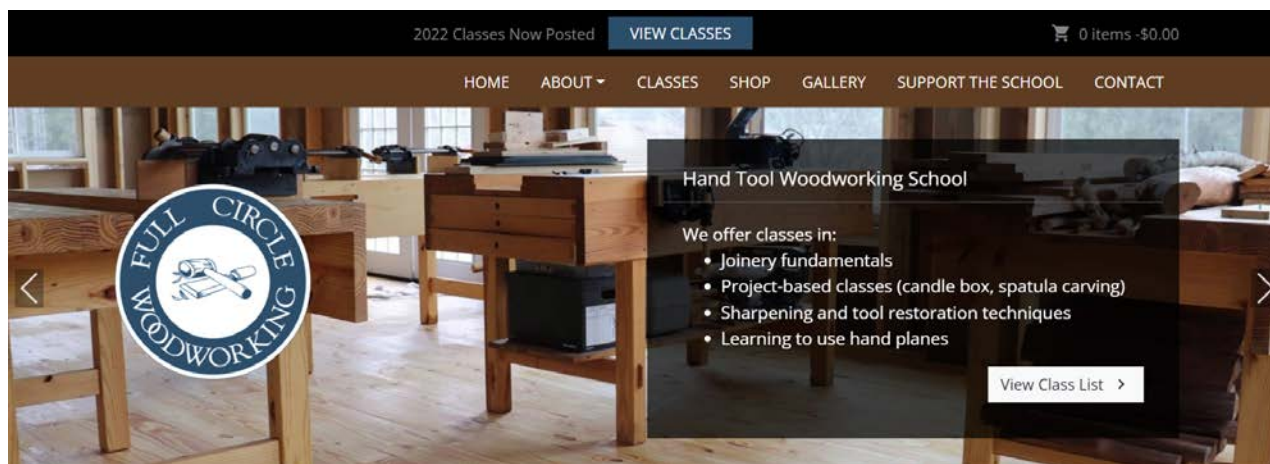 2022 Classes Now Posted VIEW CLASSES 0 items -$0.00
HOME ABOUT CLASSES SHOP GALLERY SUPPORT THE SCHOOL CONTACT
FULL CIRCLE
WOODWORKING
Hand Tool Woodworking School
We offer classes in:
• Joinery fundamentals
• Project-based classes (candle box, spatula carving)
• Sharpening and tool restoration techniques
• Learning to use hand planes
View Class List >